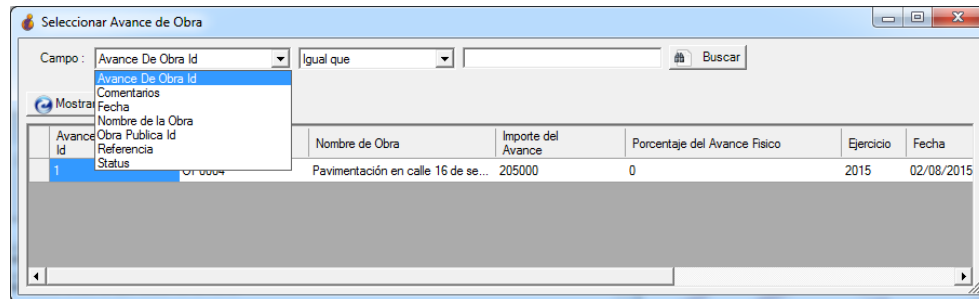 Seleccionar Avance de Obra
Campo : Avance De Obra Id Igual que Buscar
Avance De Obra Id
Comentarios
Fecha
Nombre de la Obra
Obra Publica Id
Referencia
Status
Mostrar
Avance Id Nombre de Obra Importe del Avance Porcentaje del Avance Fisico Ejercicio Fecha
1 OP0004 Pavimentación en calle 16 de se... 205000 0 2015 02/08/2015